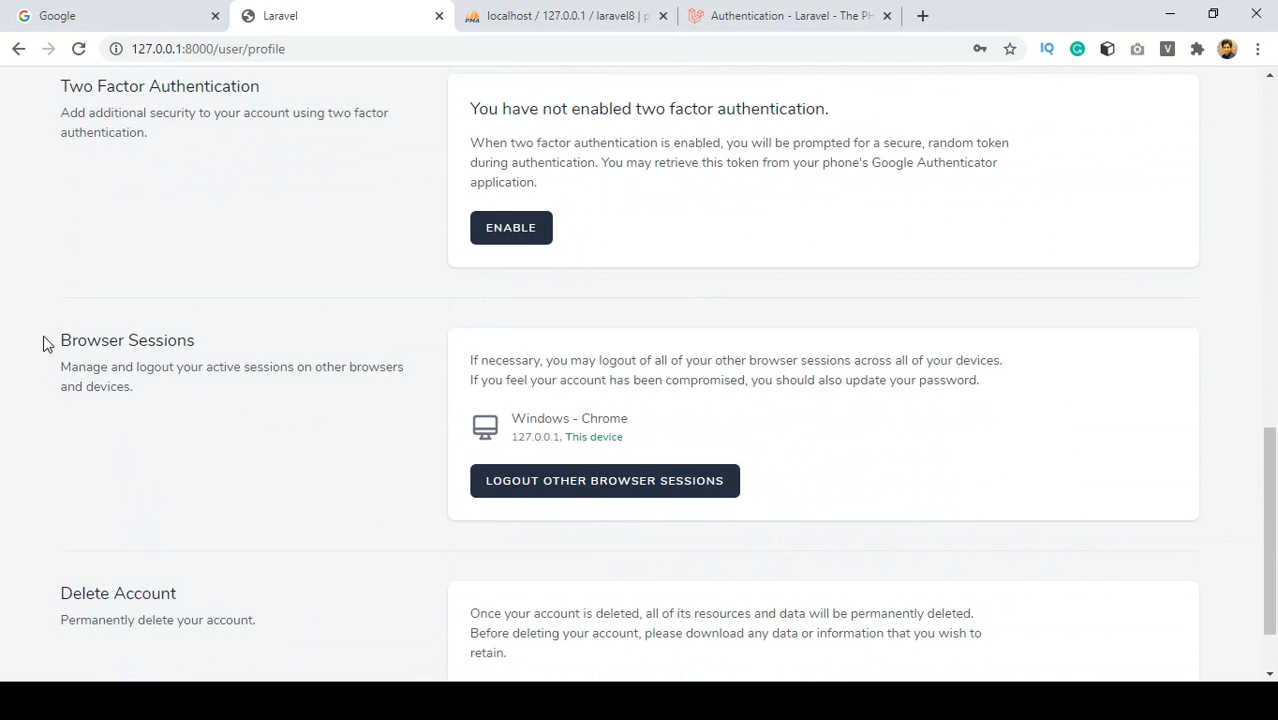 Google
Laravel
localhost / 127.0.0.1 / laravel8 | p
Authentication - Laravel - The PH
127.0.0.1:8000/user/profile
IQ
V
Two Factor Authentication
Add additional security to your account using two factor
authentication.
You have not enabled two factor authentication.
When two factor authentication is enabled, you will be prompted for a secure, random token
during authentication. You may retrieve this token from your phone's Google Authenticator
application.
ENABLE
Browser Sessions
Manage and logout your active sessions on other browsers
and devices.
If necessary, you may logout of all of your other browser sessions across all of your devices.
If you feel your account has been compromised, you should also update your password.
Windows - Chrome
127.0.0.1, This device
LOGOUT OTHER BROWSER SESSIONS
Delete Account
Permanently delete your account.
Once your account is deleted, all of its resources and data will be permanently deleted.
Before deleting your account, please download any data or information that you wish to
retain.